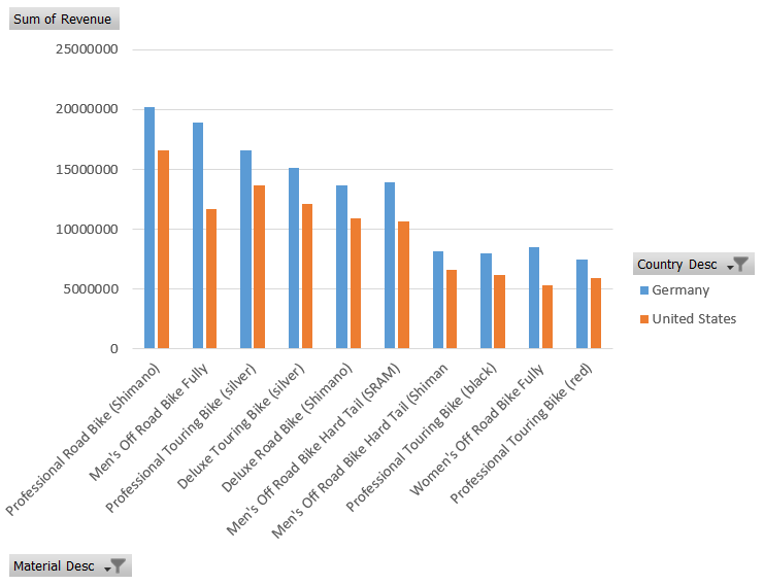 Sum of Revenue
25000000
20000000
15000000
10000000
5000000
0
Professional Road Bike (Shimano)
Men's Off Road Bike Fully
Professional Touring Bike (silver)
Deluxe Touring Bike (silver)
Deluxe Road Bike (Shimano)
Men's Off Road Bike Hard Tail (SRAM)
Men's Off Road Bike Hard Tail (Shiman
Professional Touring Bike (black)
Women's Off Road Bike Fully
Professional Touring Bike (red)
Country Desc
Germany
United States
Material Desc